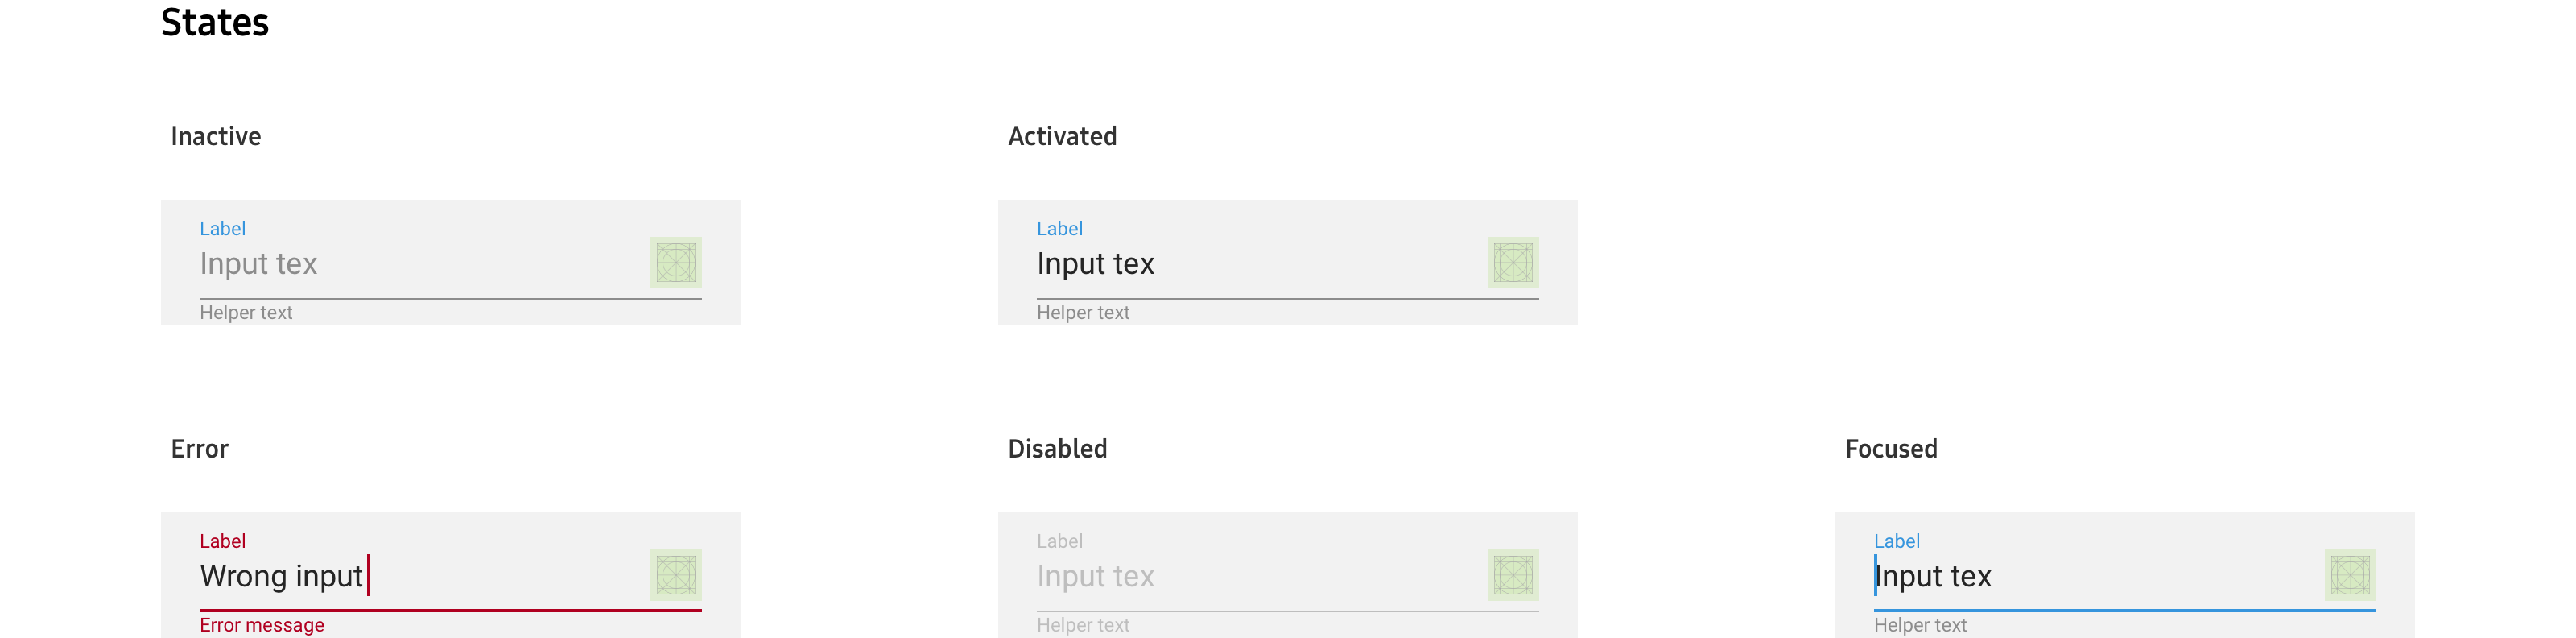 States
Inactive
Activated
Label
Input tex
Helper text
Label
Input tex
Helper text
Error
Disabled
Focused
Label
Wrong input
Error message
Label
Input tex
Helper text
Label
Input tex
Helper text